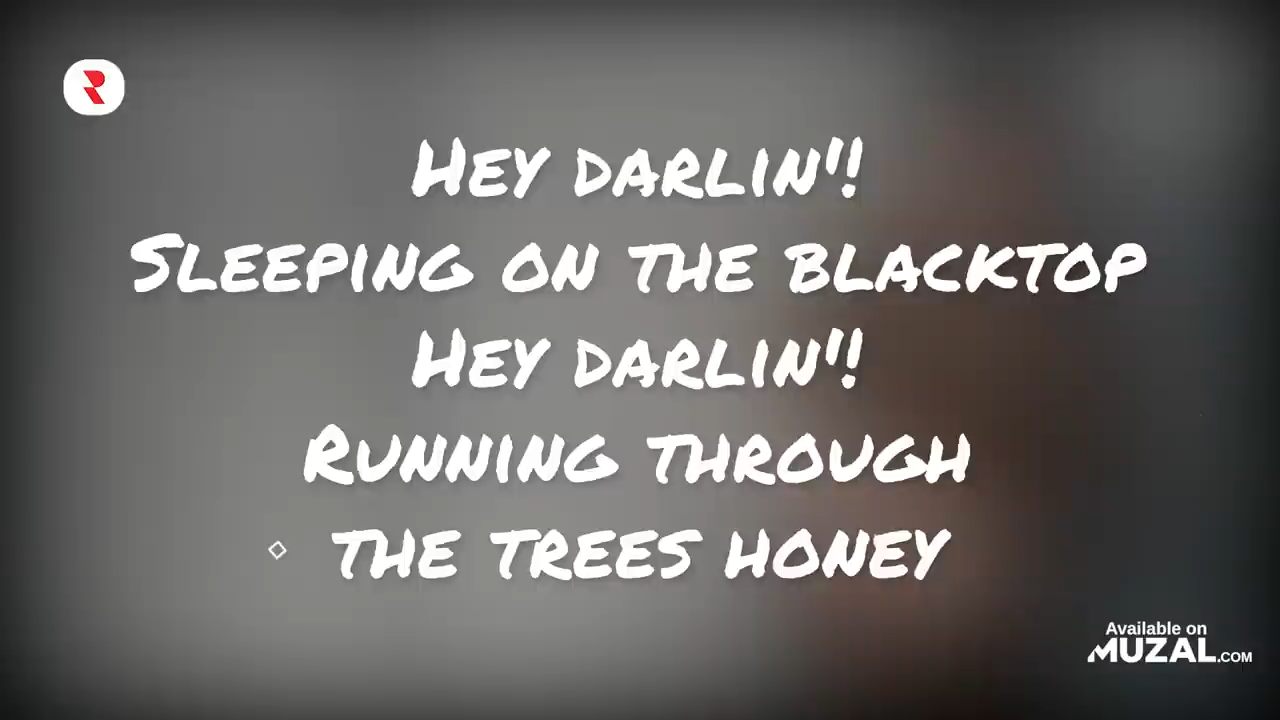 Hey darlin'!
Sleeping on the blacktop
Hey darlin'!
Running through
the trees honey
Available on
MUZAL.COM